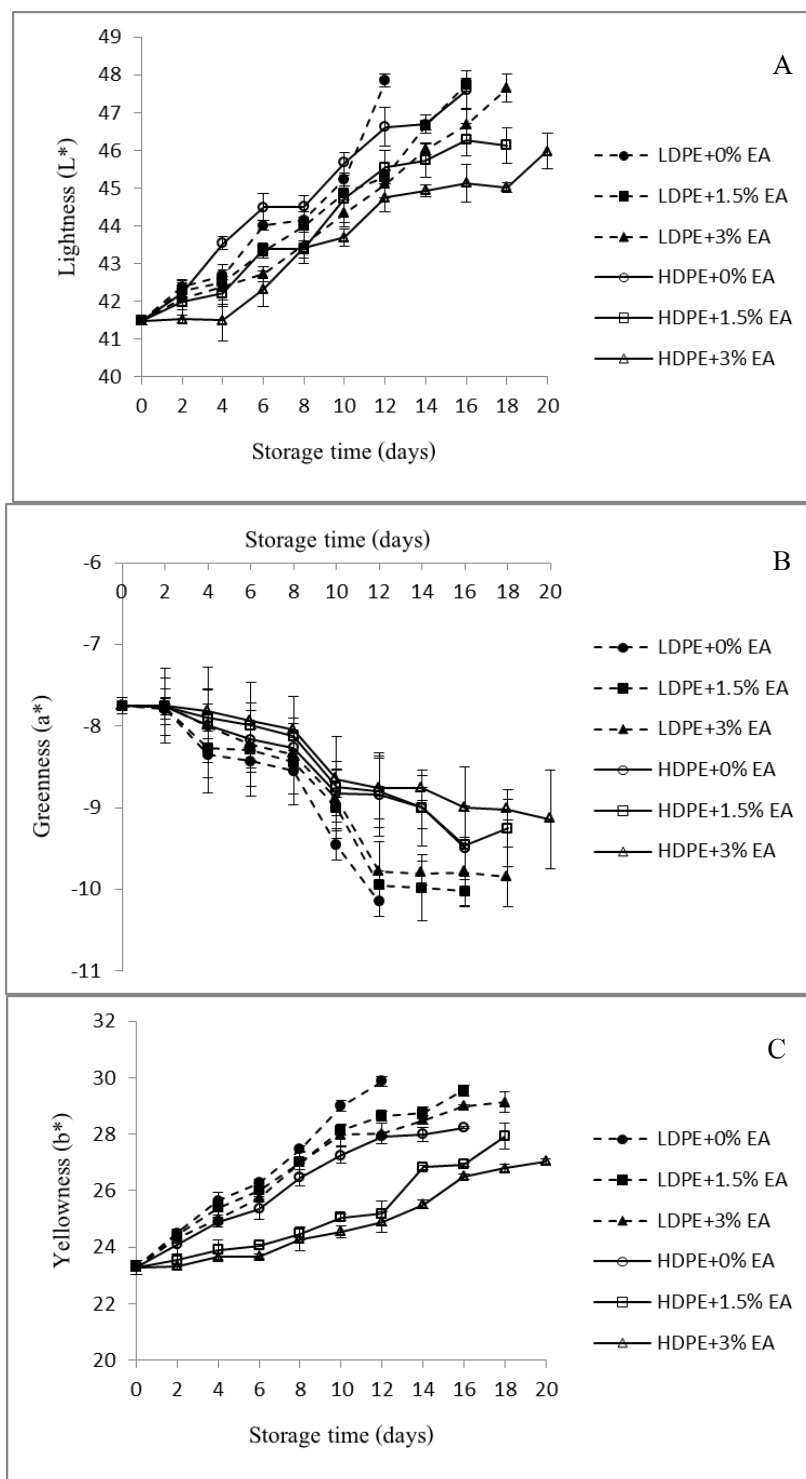 A
Lightness (L*)
49
48
47
46
45
44
43
42
41
40
0 2 4 6 8 10 12 14 16 18 20
Storage time (days)
LDPE+0% EA
LDPE+1.5% EA
LDPE+3% EA
HDPE+0% EA
HDPE+1.5% EA
HDPE+3% EA
B
Storage time (days)
Greenness (a*)
-6
0 2 4 6 8 10 12 14 16 18 20
-7
-8
-9
-10
-11
LDPE+0% EA
LDPE+1.5% EA
LDPE+3% EA
HDPE+0% EA
HDPE+1.5% EA
HDPE+3% EA
C
Yellowness (b*)
32
30
28
26
24
22
20
0 2 4 6 8 10 12 14 16 18 20
Storage time (days)
LDPE+0% EA
LDPE+1.5% EA
LDPE+3% EA
HDPE+0% EA
HDPE+1.5% EA
HDPE+3% EA